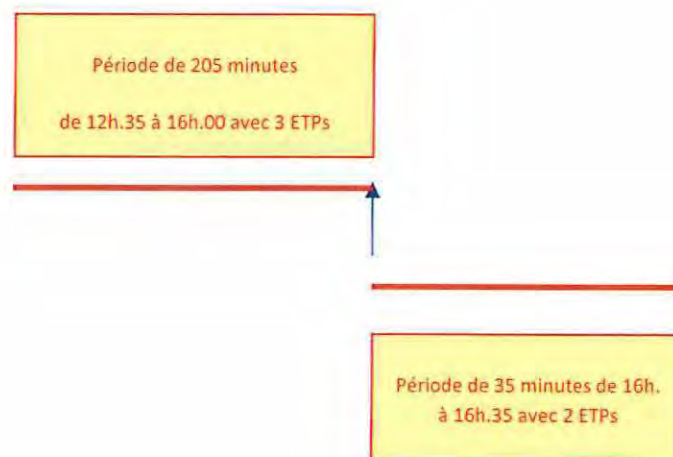 Période de 205 minutes
de 12h.35 à 16h.00 avec 3 ETPs
Période de 35 minutes de 16h.
à 16h.35 avec 2 ETPs